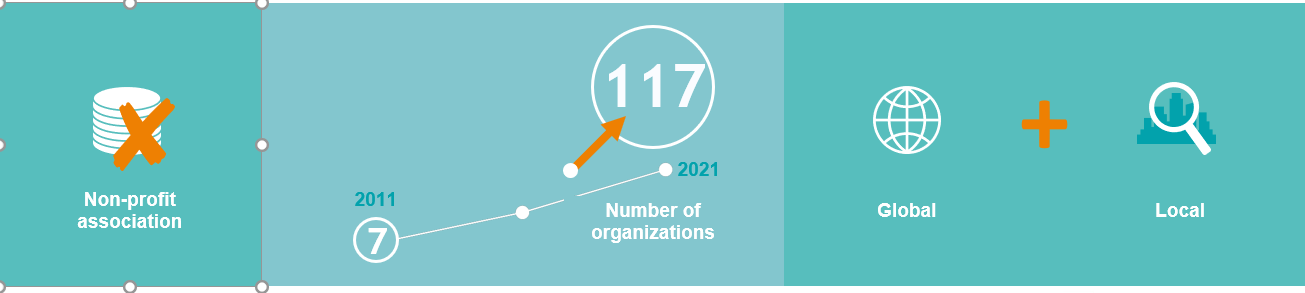 Non-profit
association
2011
7
117
2021
Number of
organizations
Global
Local